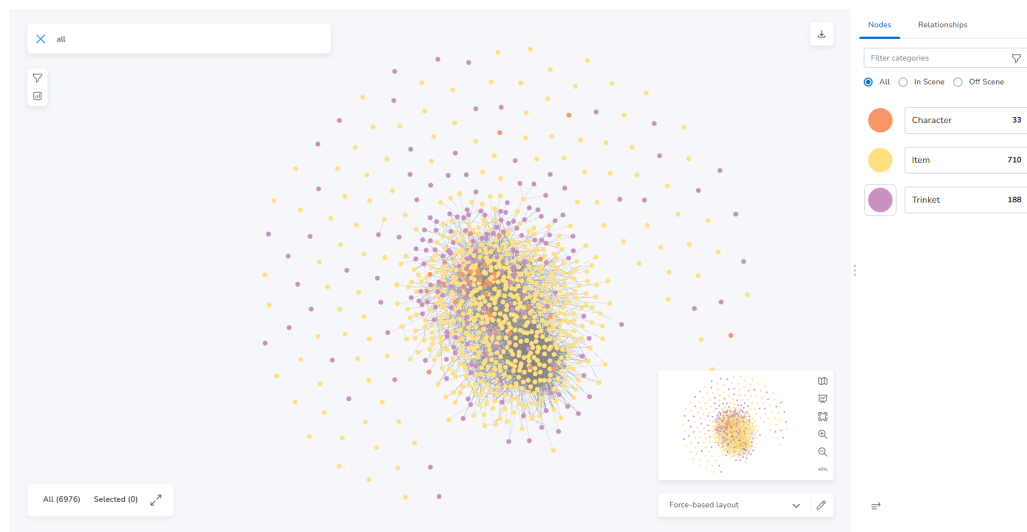 all
Nodes
Relationships
Filter categories
All
In Scene
Off Scene
Character
33
Item
710
Trinket
188
40%
All (6976)
Selected (0)
Force-based layout